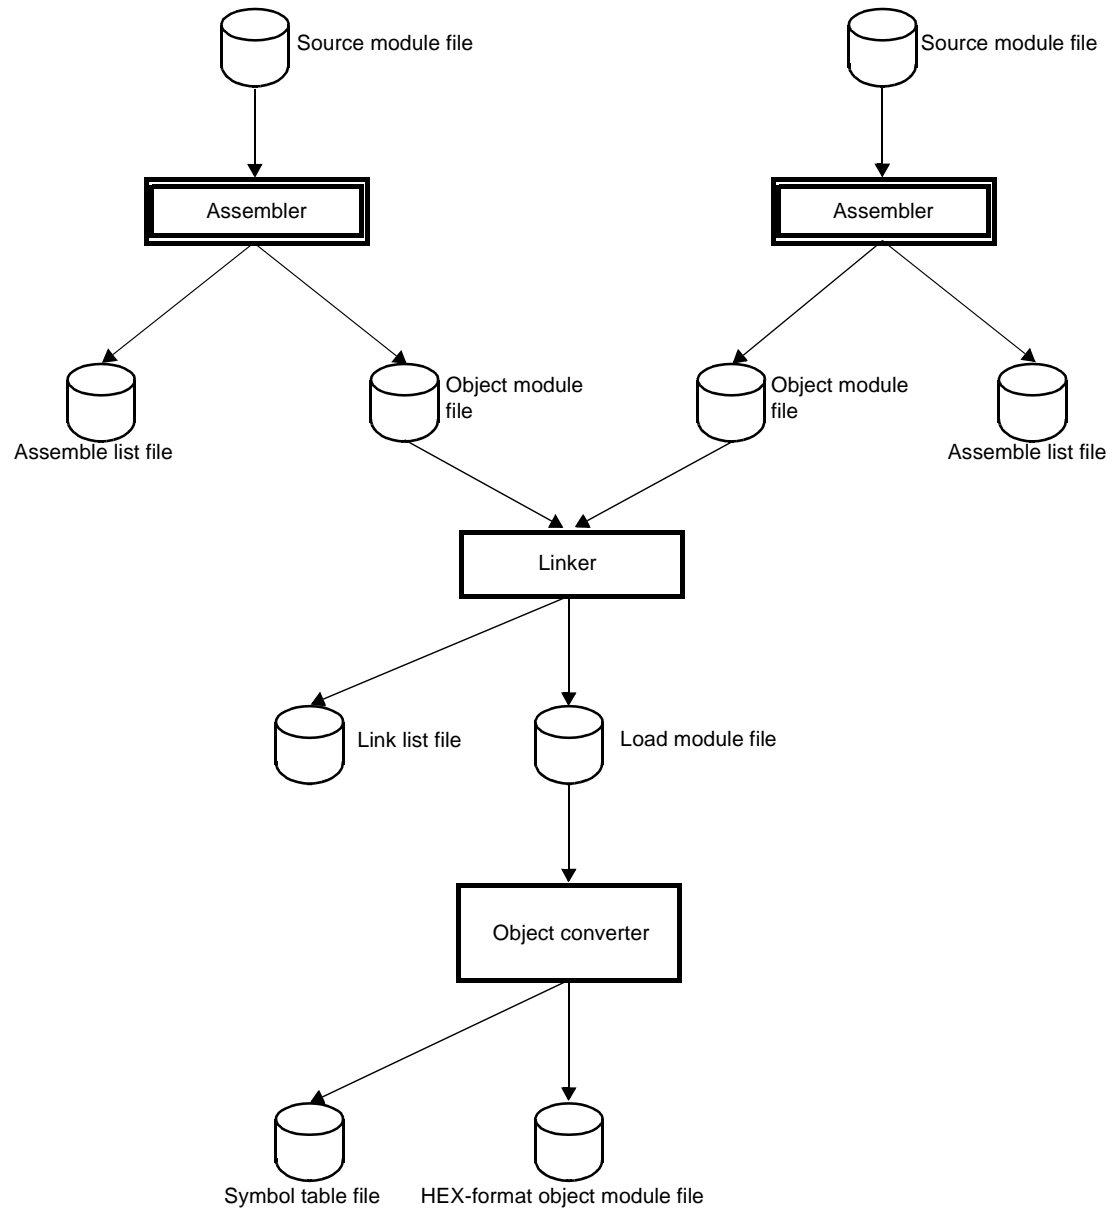 Source module file
Source module file
Assembler
Assembler
Object module
file
Object module
file
Assemble list file
Assemble list file
Linker
Link list file
Load module file
Object converter
Symbol table file
HEX-format object module file